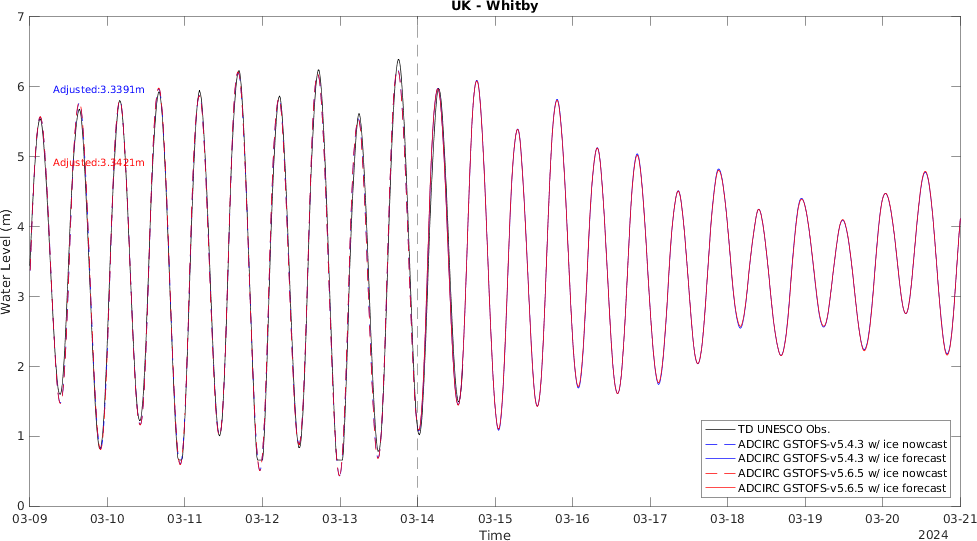 UK - Whitby
7
6
5
4
3
2
1
0
Water Level (m)
Adjusted:3.3391m
Adjusted:3.3421m
TD UNESCO Obs.
ADCIRC GSTOFS-v5.4.3 w/ ice nowcast
ADCIRC GSTOFS-v5.4.3 w/ ice forecast
ADCIRC GSTOFS-v5.6.5 w/ ice nowcast
ADCIRC GSTOFS-v5.6.5 w/ ice forecast
03-09 03-10 03-11 03-12 03-13 03-14 03-15 03-16 03-17 03-18 03-19 03-20 03-21
Time
2024